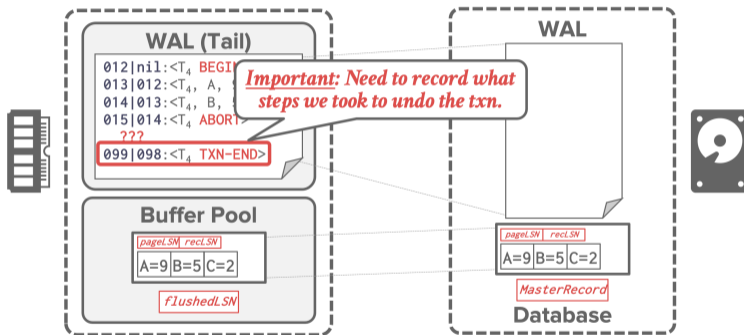 WAL (Tail)
012|nil:<T4 BEGIN
013|012:<T4, A,
014|013:<T4, B,
015|014:<T4 ABORT>
???
099|098:<T4 TXN-END>
Important: Need to record what
steps we took to undo the txn.
Buffer Pool
pageLSN recLSN
A=9 B=5 C=2
flushedLSN
WAL
pageLSN recLSN
A=9 B=5 C=2
MasterRecord
Database